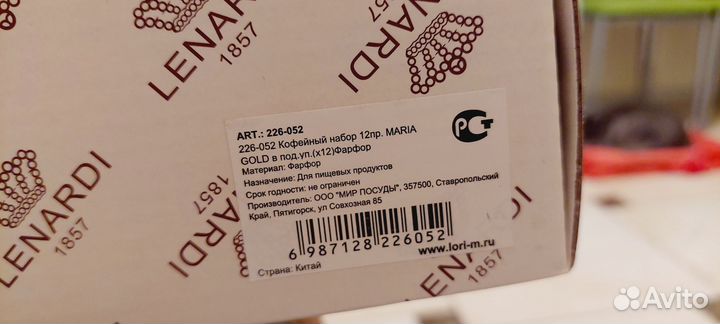 LENARDI
1857
LENARDI
LENARDI
1857
LENARDI
1857
LENARDI
1857
ART.: 226-052
226-052 Кофейный набор 12пр. MARIA
GOLD в под.уп.(х12)Фарфор
Материал: Фарфор
Назначение: Для пищевых продуктов
Срок годности: не ограничен
Производитель: ООО "МИР ПОСУДЫ", 357500, Ставропольский
Край, Пятигорск, ул Совхозная 85
6 987128 226052
www.lori-m.ru
Страна: Китай
РСТ
Avito